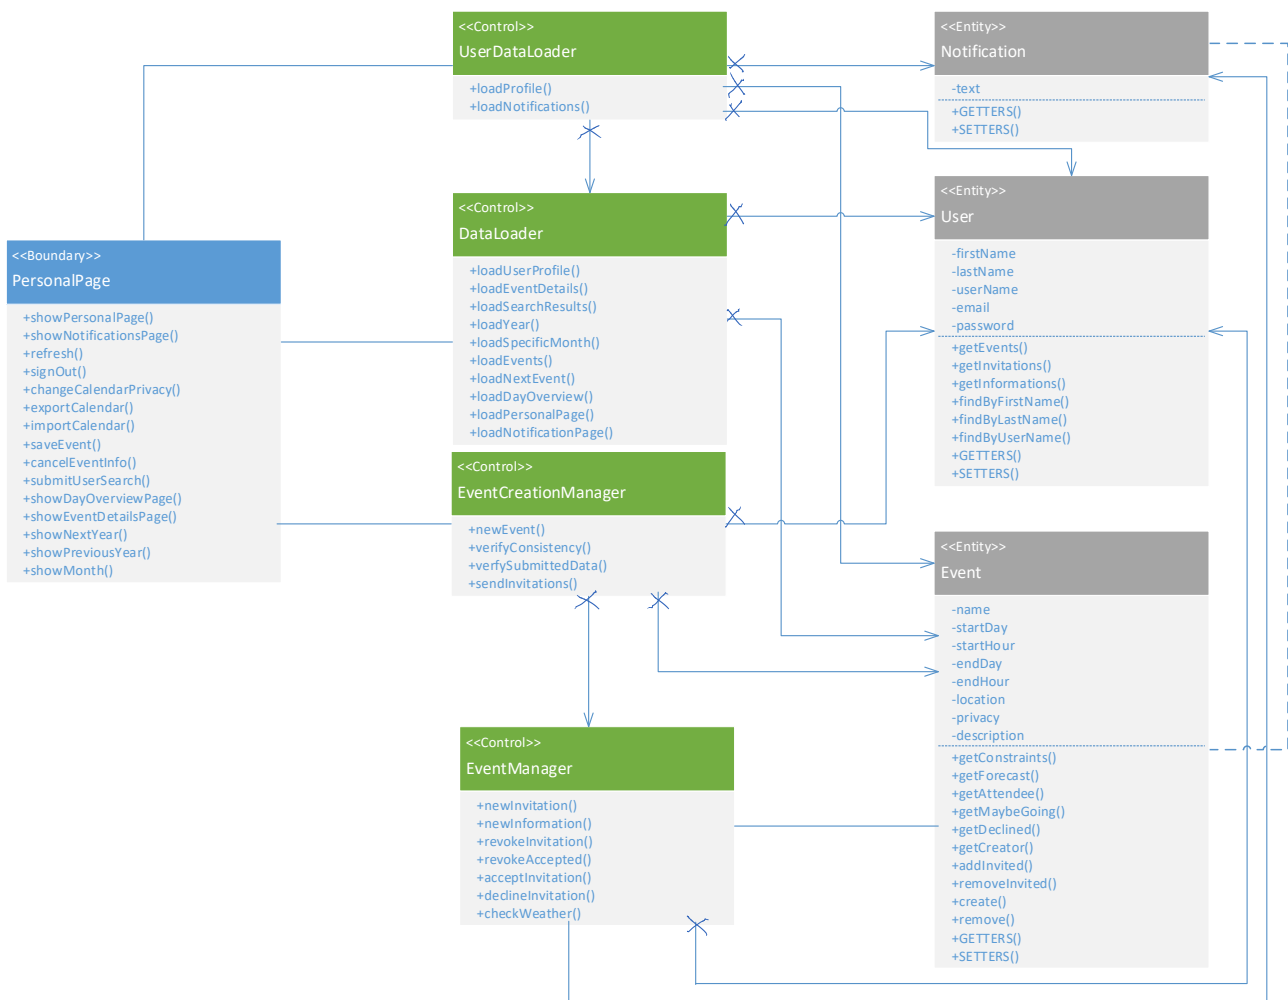 <<Control>>
UserDataLoader
+loadProfile()
+loadNotifications()
<<Entity>>
Notification
-text
+GETTERS()
+SETTERS()
<<Control>>
DataLoader
+loadUserProfile()
+loadEventDetails()
+loadSearchResults()
+loadYear()
+loadSpecificMonth()
+loadEvents()
+loadNextEvent()
+loadDayOverview()
+loadPersonalPage()
+loadNotificationPage()
<<Entity>>
User
-firstName
-lastName
-userName
-email
-password
+getEvents()
+getInvitations()
+getInformations()
+findByFirstName()
+findByLastName()
+findByUserName()
+GETTERS()
+SETTERS()
<<Boundary>>
PersonalPage
+showPersonalPage()
+showNotificationsPage()
+refresh()
+signOut()
+changeCalendarPrivacy()
+exportCalendar()
+importCalendar()
+saveEvent()
+cancelEventInfo()
+submitUserSearch()
+showDayOverviewPage()
+showEventDetailsPage()
+showNextYear()
+showPreviousYear()
+showMonth()
<<Control>>
EventCreationManager
+newEvent()
+verifyConsistency()
+verfySubmittedData()
+sendInvitations()
<<Entity>>
Event
-name
-startDay
-startHour
-endDay
-endHour
-location
-privacy
-description
+getConstraints()
+getForecast()
+getAttendee()
+getMaybeGoing()
+getDeclined()
+getCreator()
+addInvited()
+removeInvited()
+create()
+remove()
+GETTERS()
+SETTERS()
<<Control>>
EventManager
+newInvitation()
+newInformation()
+revokeInvitation()
+revokeAccepted()
+acceptInvitation()
+declineInvitation()
+checkWeather()